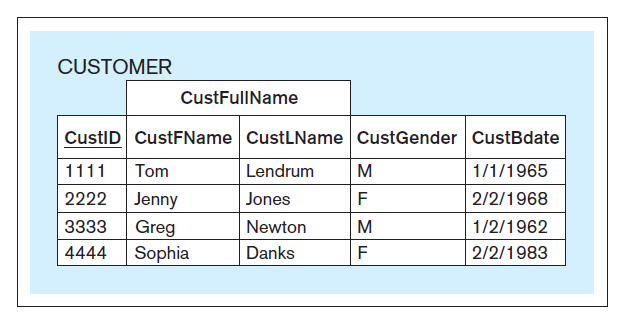 CUSTOMER
CustFullName
CustID CustFName CustLName CustGender CustBdate
1111 Tom Lendrum M 1/1/1965
2222 Jenny Jones F 2/2/1968
3333 Greg Newton M 1/2/1962
4444 Sophia Danks F 2/2/1983